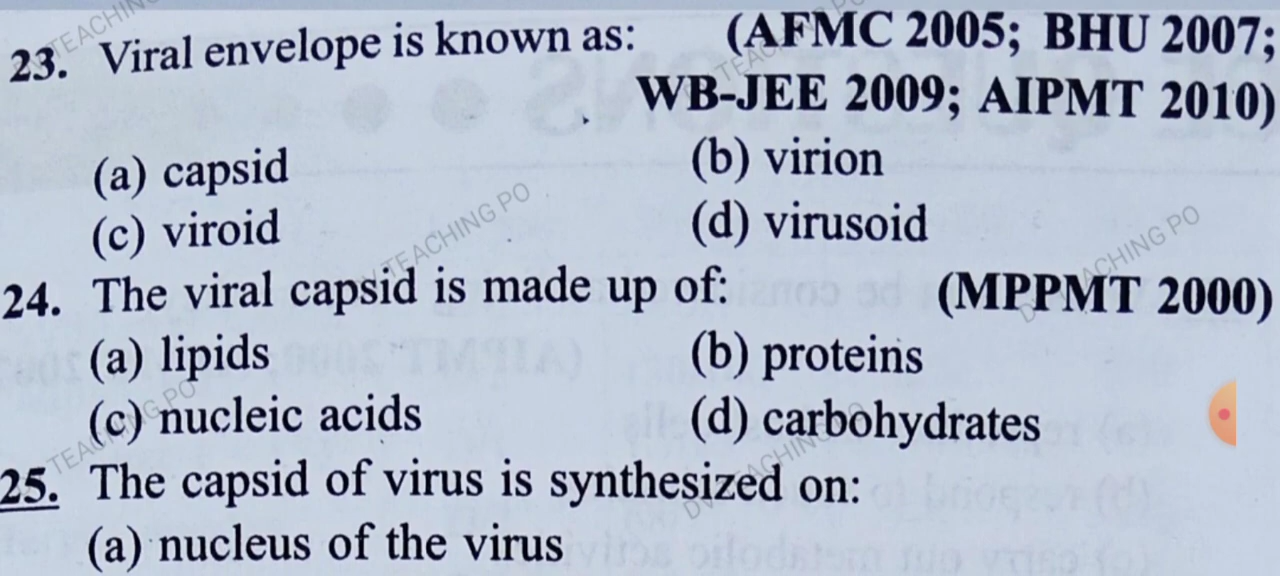 23. Viral envelope is known as: (AFMC 2005; BHU 2007;
WB-JEE 2009; AIPMT 2010)
(a) capsid (b) virion
(c) viroid (d) virusoid
24. The viral capsid is made up of: (MPPMT 2000)
(a) lipids (b) proteins
(c) nucleic acids (d) carbohydrates
25. The capsid of virus is synthesized on:
(a) nucleus of the virus